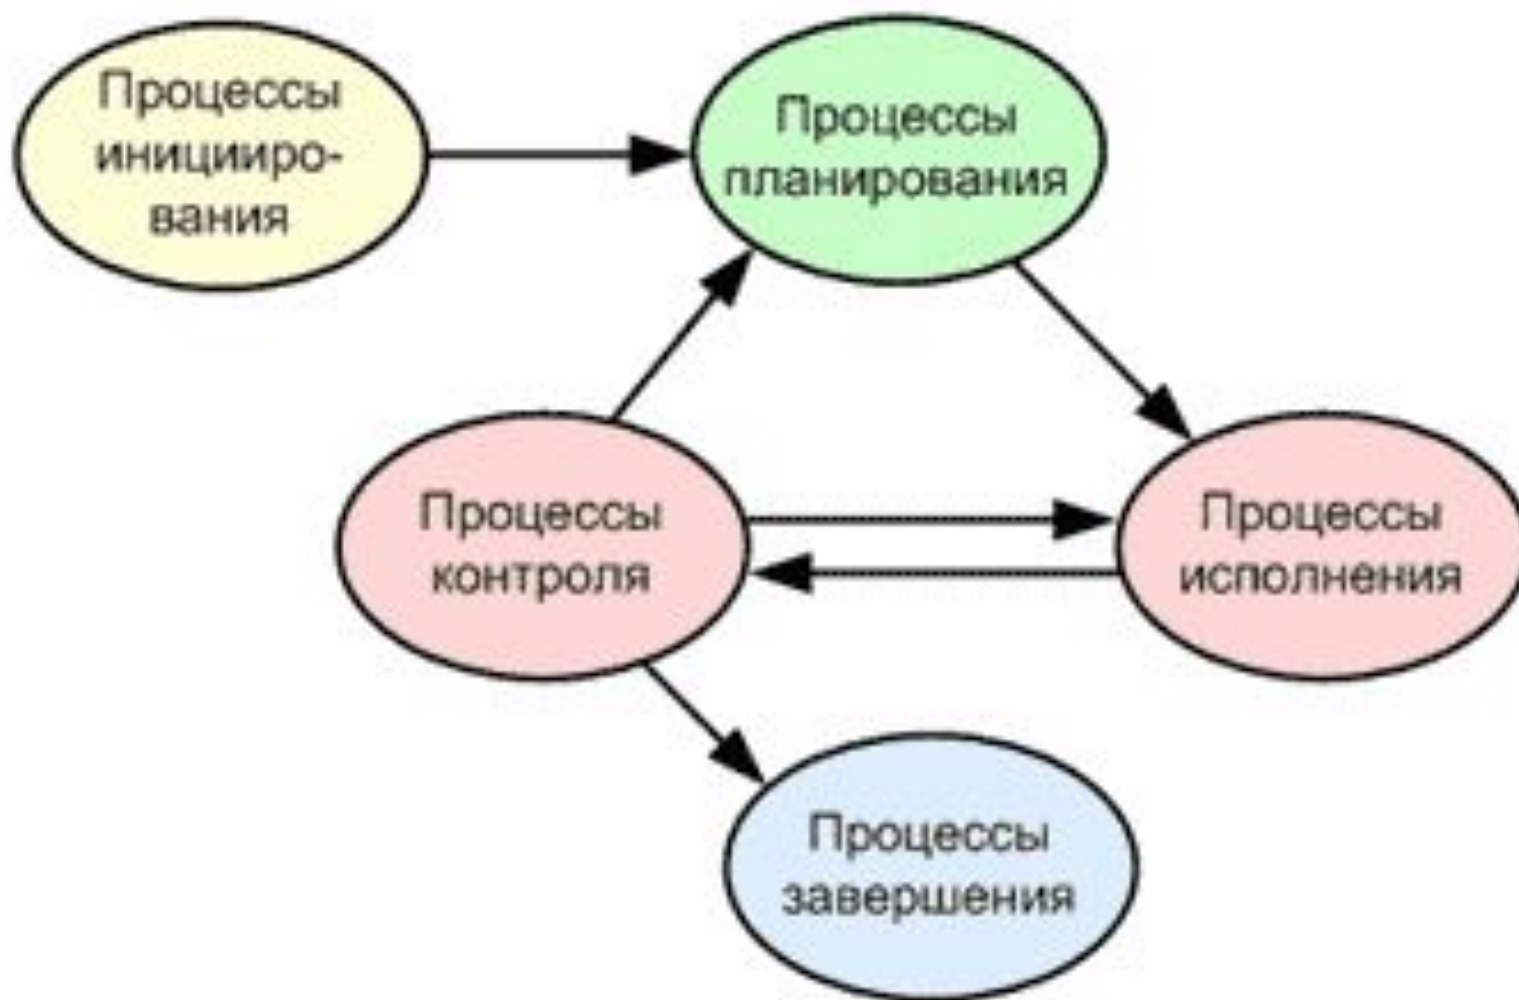 Процессы
иницииро-
вания
Процессы
планирования
Процессы
контроля
Процессы
исполнения
Процессы
завершения